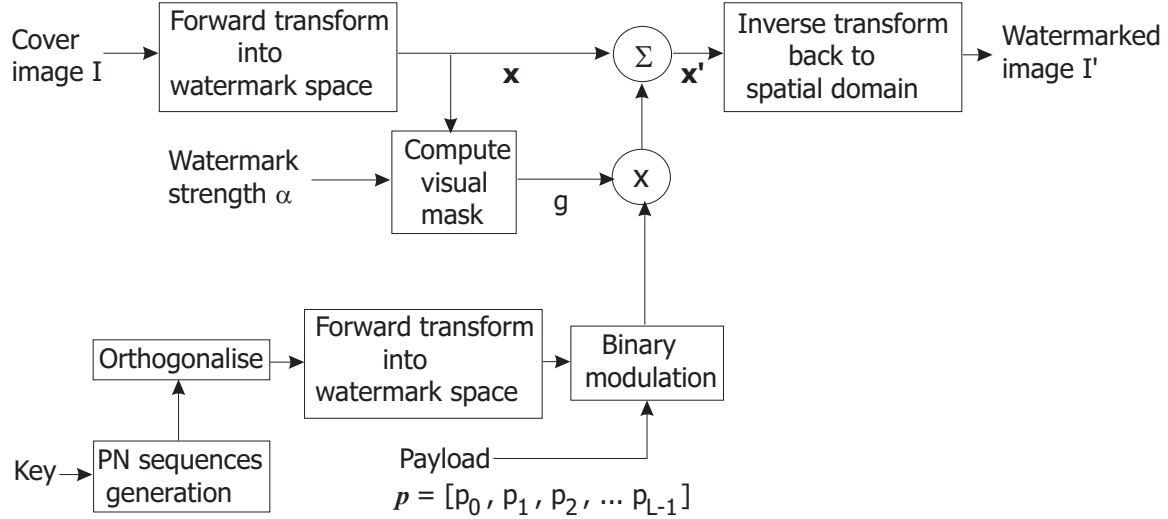 Cover
image I
Forward transform
into
watermark space
x
Σ
x'
Inverse transform
back to
spatial domain
Watermarked
image I'
Watermark
strength α
Compute
visual
mask
g
X
Orthogonalise
Forward transform
into
watermark space
Binary
modulation
Key
PN sequences
generation
Payload
p = [p0 , p1 , p2 , ... pL-1]